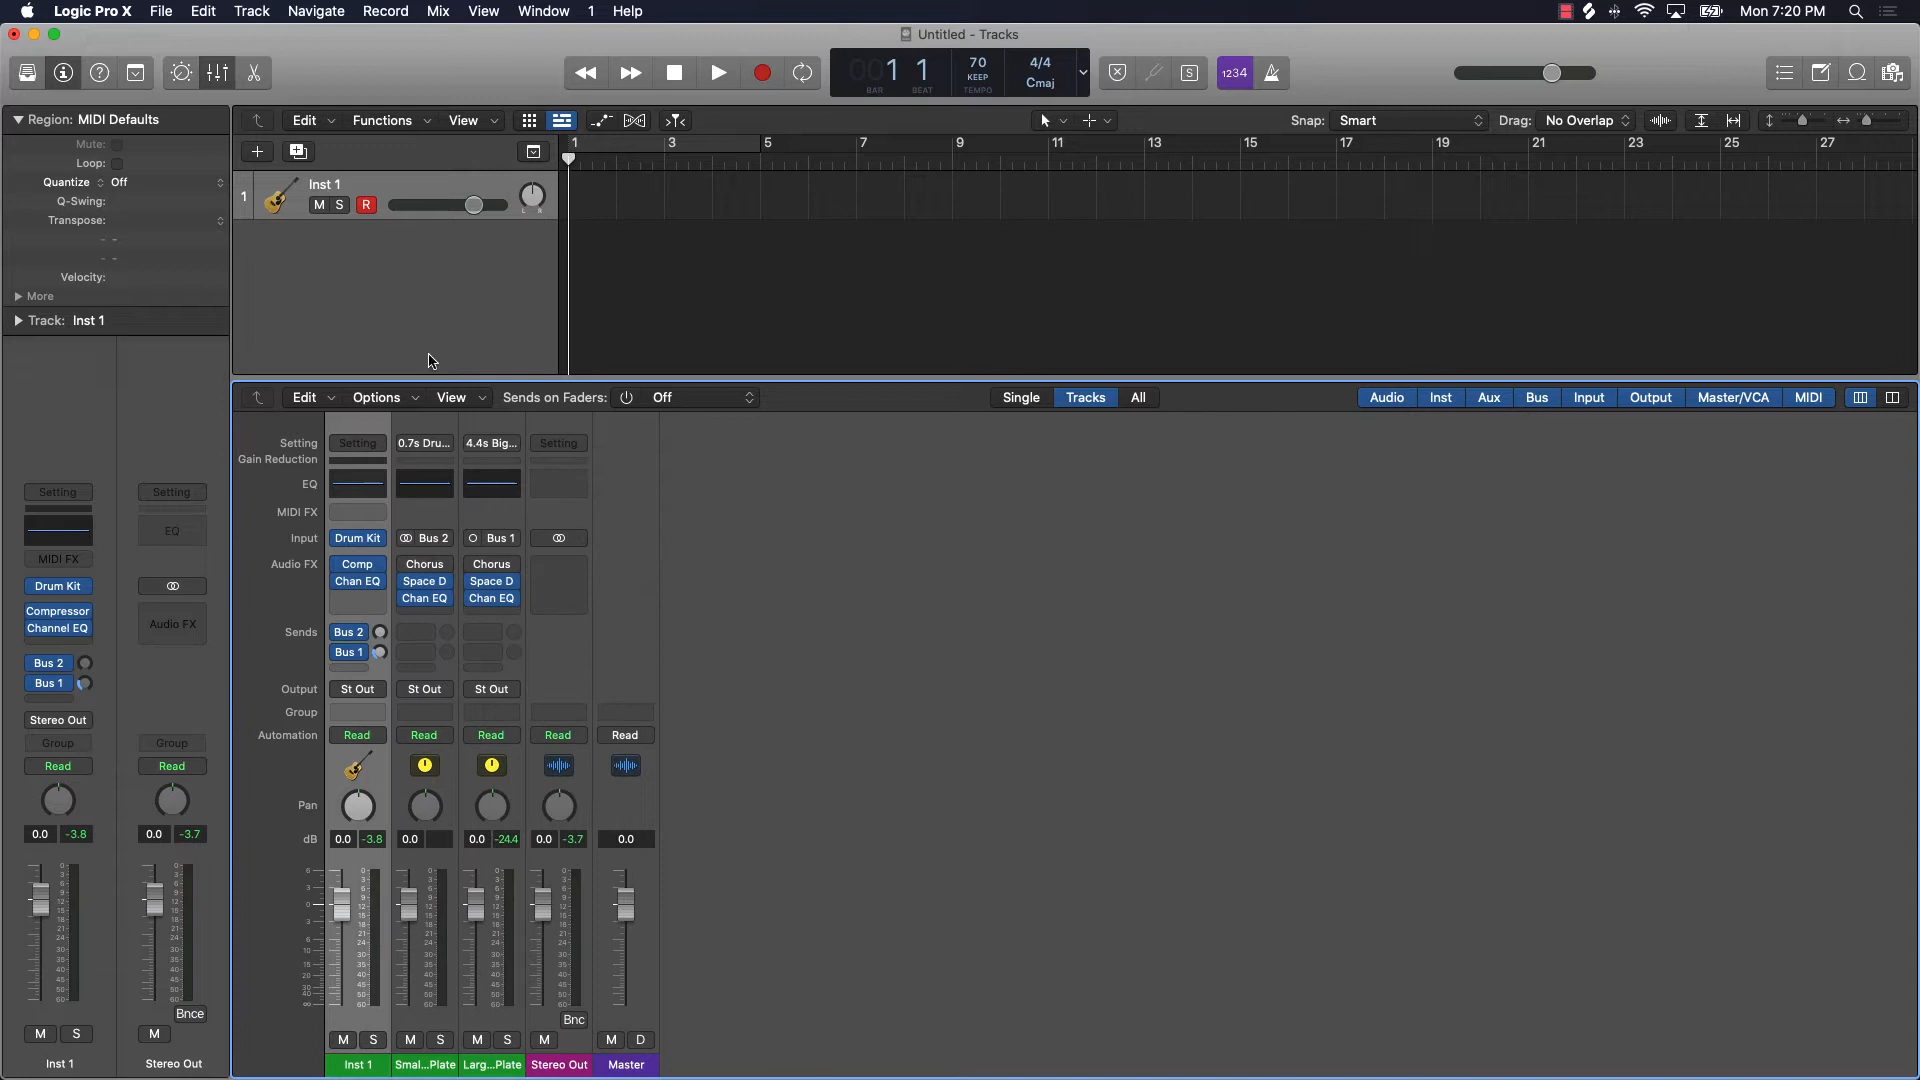 Logic Pro X File Edit Track Navigate Record Mix View Window 1 Help Mon 7:20 PM
Untitled - Tracks
001 1 70 4/4
KEEP Cmaj
BAR BEAT TEMPO
S 1234
Region: MIDI Defaults
Edit Functions View Snap: Smart Drag: No Overlap
Mute:
Loop:
Quantize Off
Q-Swing:
Transpose:
Velocity:
More
Track: Inst 1
1 3 5 7 9 11 13 15 17 19 21 23 25 27
1 Inst 1
M S R
L R
Edit Options View Sends on Faders: Off Single Tracks All Audio Inst Aux Bus Input Output Master/VCA MIDI
Setting Setting
EQ
MIDI FX
Drum Kit
Compressor
Channel EQ
Audio FX
Bus 2
Bus 1
Stereo Out
Group Group
Read Read
0.0 -3.8 0.0 -3.7
Bnce
M S M
Inst 1 Stereo Out
Setting Setting 0.7s Dru... 4.4s Big... Setting
Gain Reduction
EQ
MIDI FX
Input Drum Kit Bus 2 Bus 1
Audio FX Comp Chorus Chorus
Chan EQ Space D Space D
Chan EQ Chan EQ
Sends Bus 2
Bus 1
Output St Out St Out St Out
Group
Automation Read Read Read Read Read
Pan
dB 0.0 -3.8 0.0 0.0 -24.4 0.0 -3.7 0.0
Bnc
M S M S M S M M D
Inst 1 Smal...Plate Larg...Plate Stereo Out Master